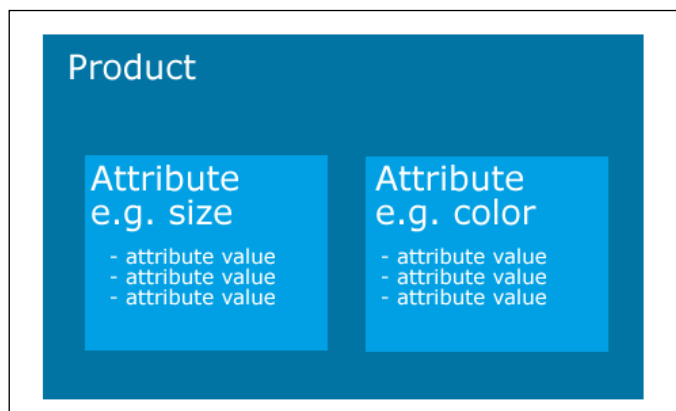 Product
Attribute
e.g. size
- attribute value
- attribute value
- attribute value
Attribute
e.g. color
- attribute value
- attribute value
- attribute value